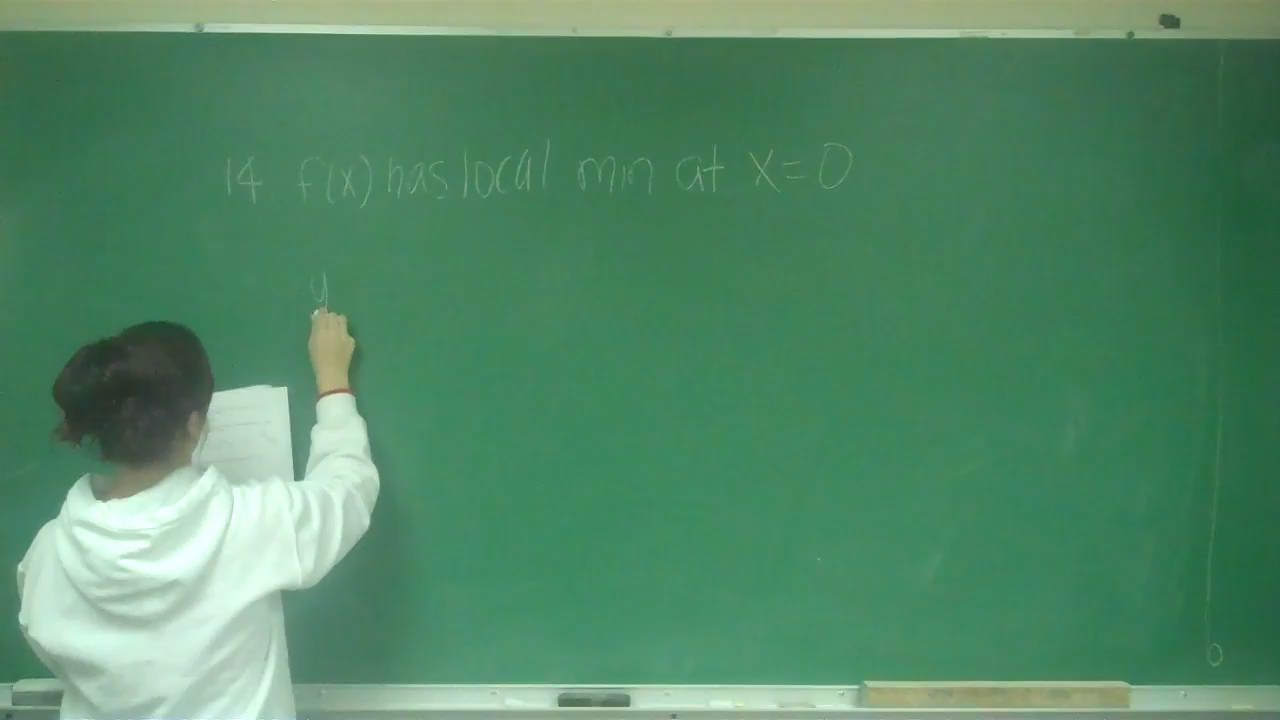 14. f(x) has local min at x=0
y